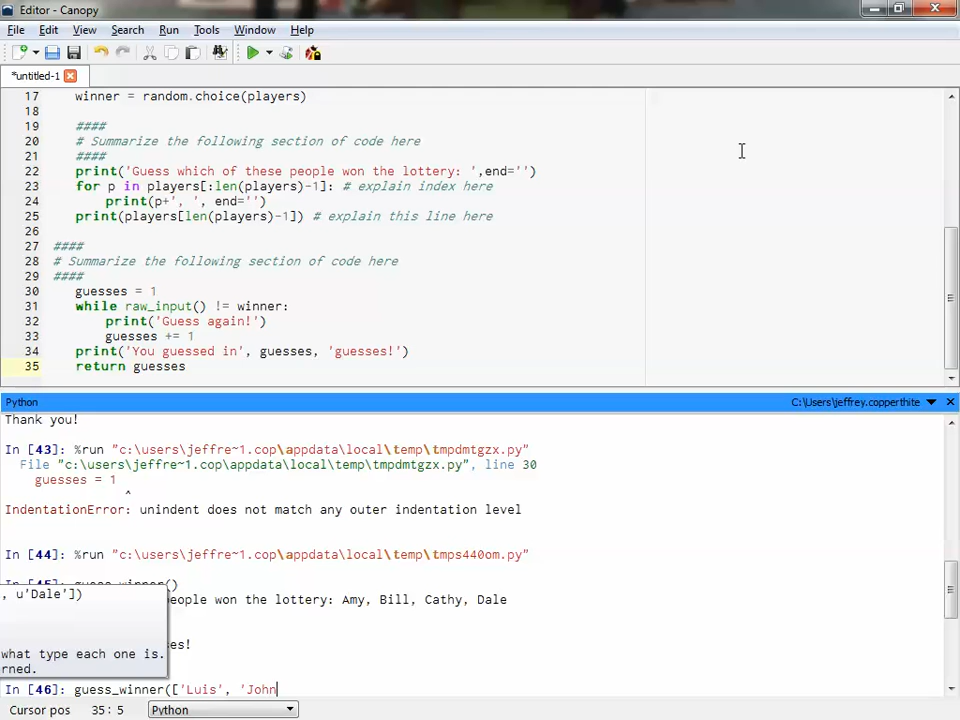 Editor - Canopy
File Edit View Search Run Tools Window Help
*untitled-1
17 winner = random.choice(players)
18
19 ####
20 # Summarize the following section of code here
21 ####
22 print('Guess which of these people won the lottery: ',end='')
23 for p in players[:len(players)-1]: # explain index here
24 print(p+', ', end='')
25 print(players[len(players)-1]) # explain this line here
26
27 ####
28 # Summarize the following section of code here
29 ####
30 guesses = 1
31 while raw_input() != winner:
32 print('Guess again!')
33 guesses += 1
34 print('You guessed in', guesses, 'guesses!')
35 return guesses
Python C:\Users\jeffrey.copperthite
Thank you!
In [43]: %run "c:\users\jeffre~1.cop\appdata\local\temp\tmpdmtgzx.py"
File "c:\users\jeffre~1.cop\appdata\local\temp\tmpdmtgzx.py", line 30
guesses = 1
^
IndentationError: unindent does not match any outer indentation level
In [44]: %run "c:\users\jeffre~1.cop\appdata\local\temp\tmps440om.py"
In [45]: guess_winner()
, u'Dale'])
people won the lottery: Amy, Bill, Cathy, Dale
es!
what type each one is.
rned.
In [46]: guess_winner(['Luis', 'John
Cursor pos 35: 5 Python